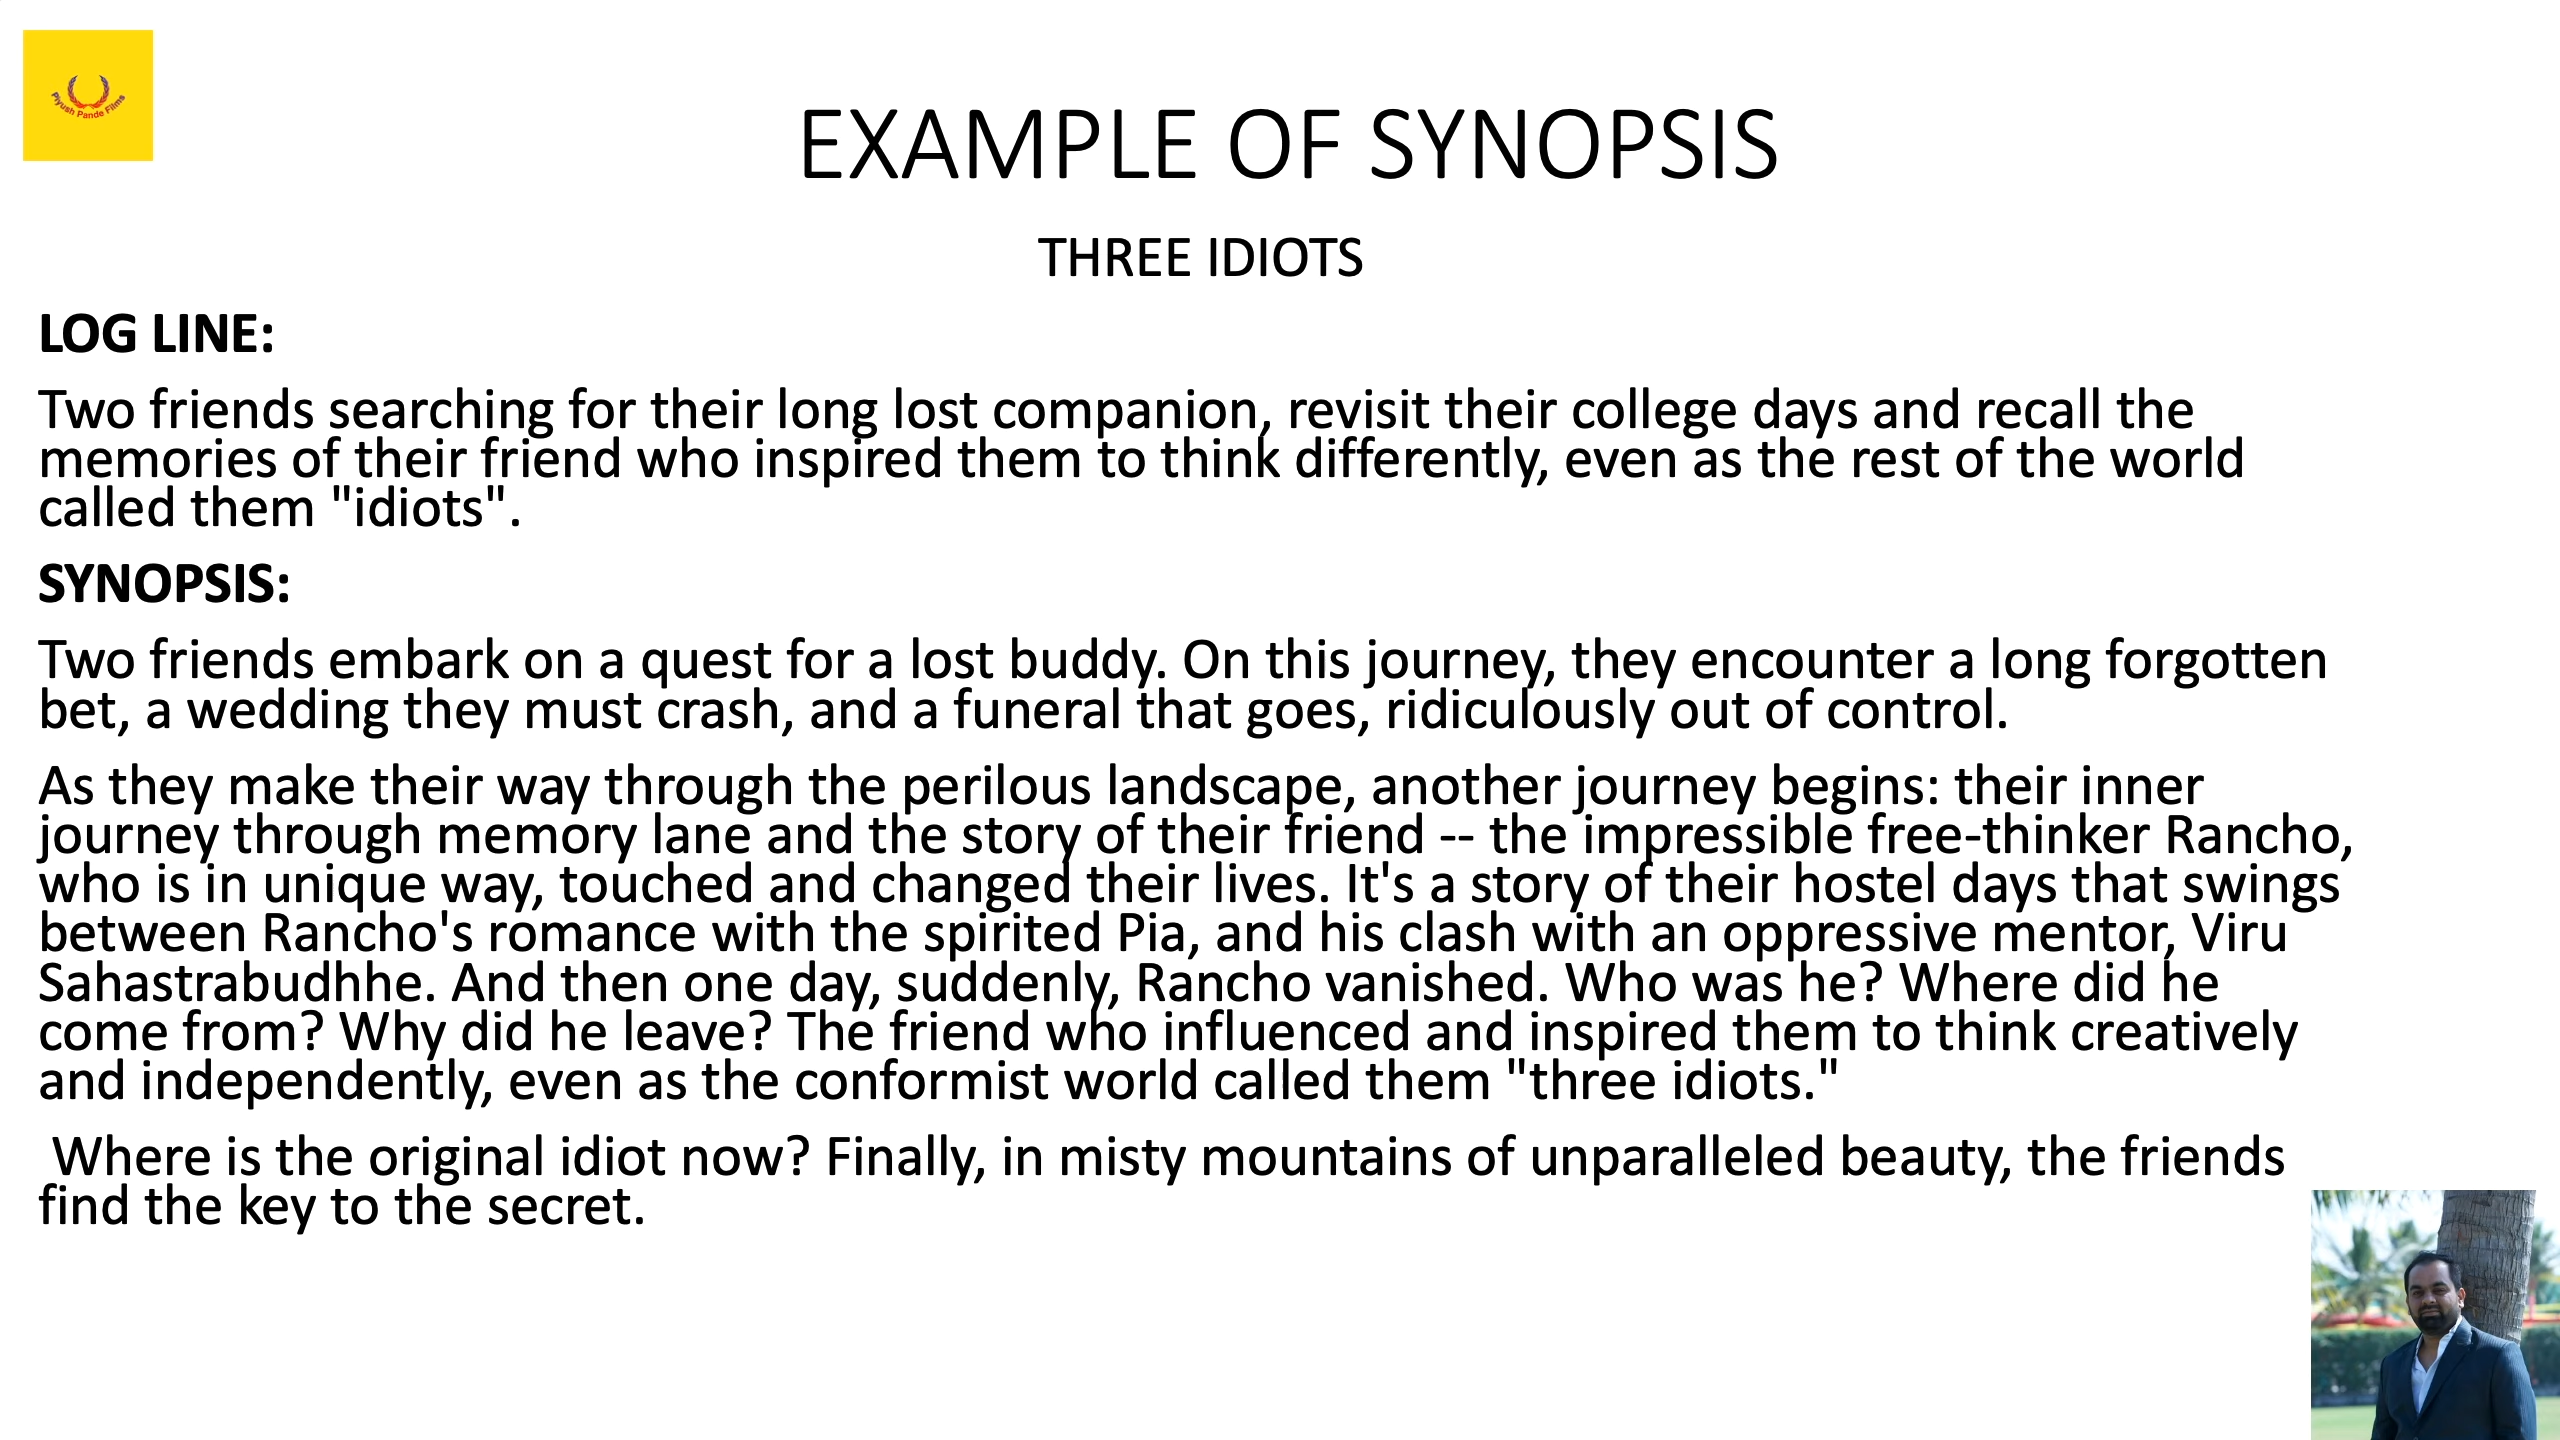 Piyush Pande Films
EXAMPLE OF SYNOPSIS
THREE IDIOTS
LOG LINE:
Two friends searching for their long lost companion, revisit their college days and recall the
memories of their friend who inspired them to think differently, even as the rest of the world
called them "idiots".
SYNOPSIS:
Two friends embark on a quest for a lost buddy. On this journey, they encounter a long forgotten
bet, a wedding they must crash, and a funeral that goes, ridiculously out of control.
As they make their way through the perilous landscape, another journey begins: their inner
journey through memory lane and the story of their friend -- the impressible free-thinker Rancho,
who is in unique way, touched and changed their lives. It's a story of their hostel days that swings
between Rancho's romance with the spirited Pia, and his clash with an oppressive mentor, Viru
Sahastrabudhhe. And then one day, suddenly, Rancho vanished. Who was he? Where did he
come from? Why did he leave? The friend who influenced and inspired them to think creatively
and independently, even as the conformist world called them "three idiots."
Where is the original idiot now? Finally, in misty mountains of unparalleled beauty, the friends
find the key to the secret.